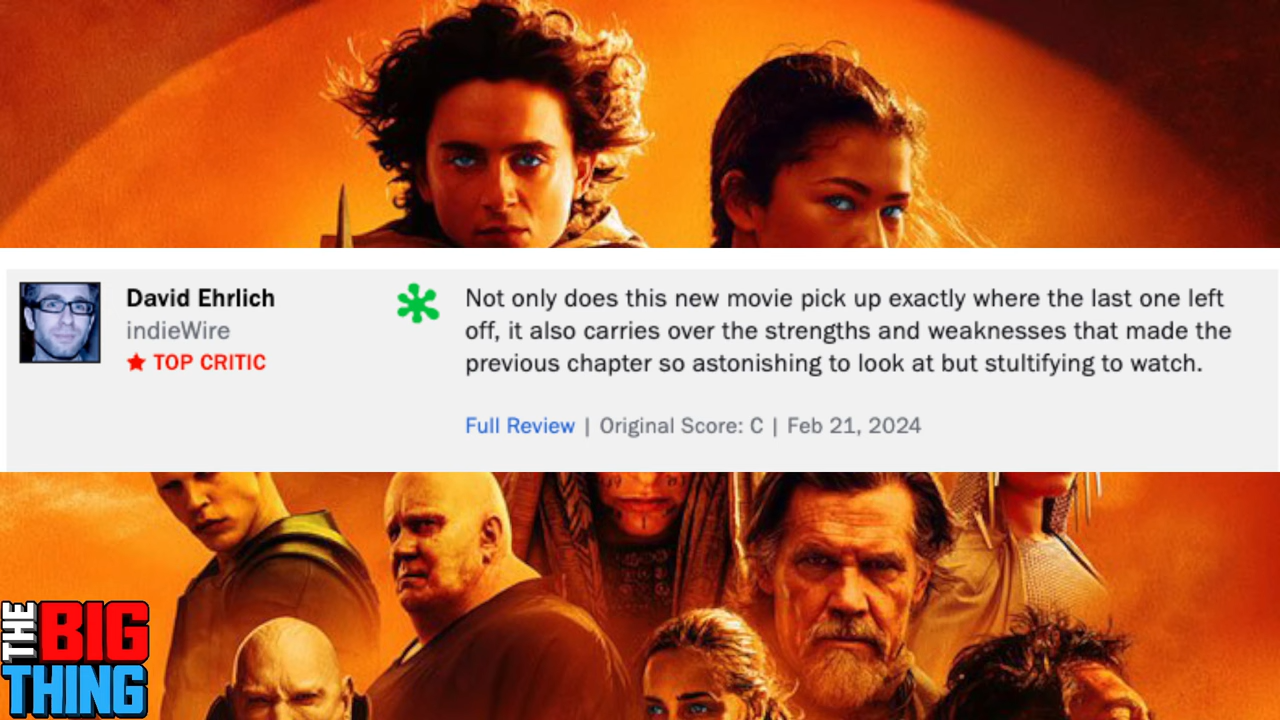 David Ehrlich
indieWire
TOP CRITIC
Not only does this new movie pick up exactly where the last one left
off, it also carries over the strengths and weaknesses that made the
previous chapter so astonishing to look at but stultifying to watch.
Full Review | Original Score: C | Feb 21, 2024
THE
BIG
THING